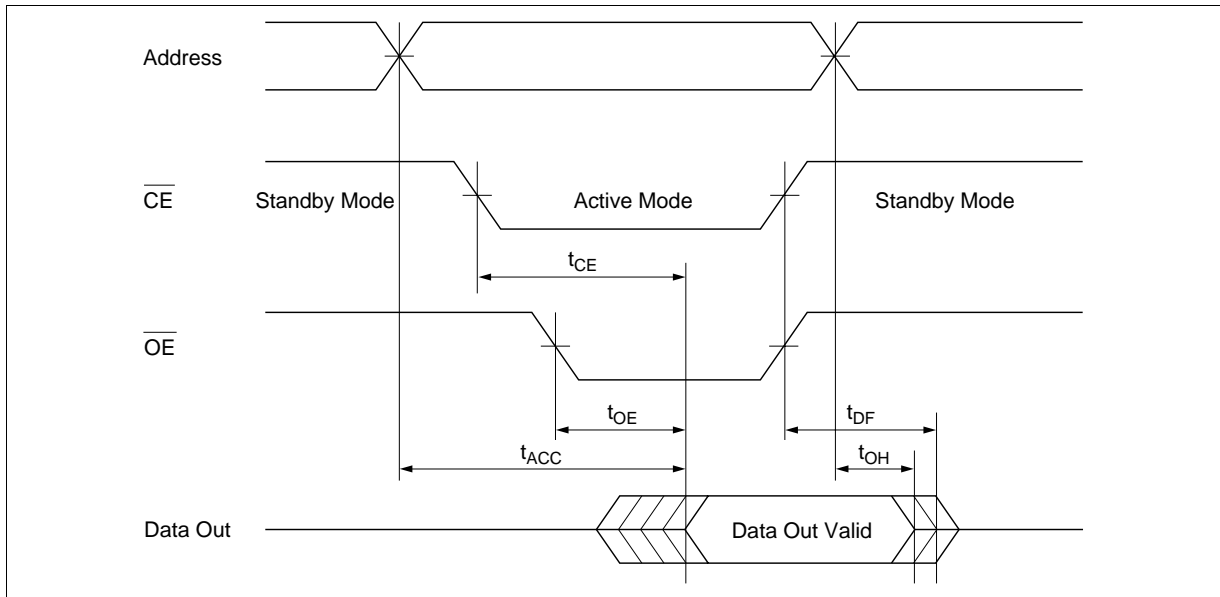 Address
CE
Standby Mode
Active Mode
Standby Mode
tCE
OE
tOE
tDF
tACC
tOH
Data Out
Data Out Valid